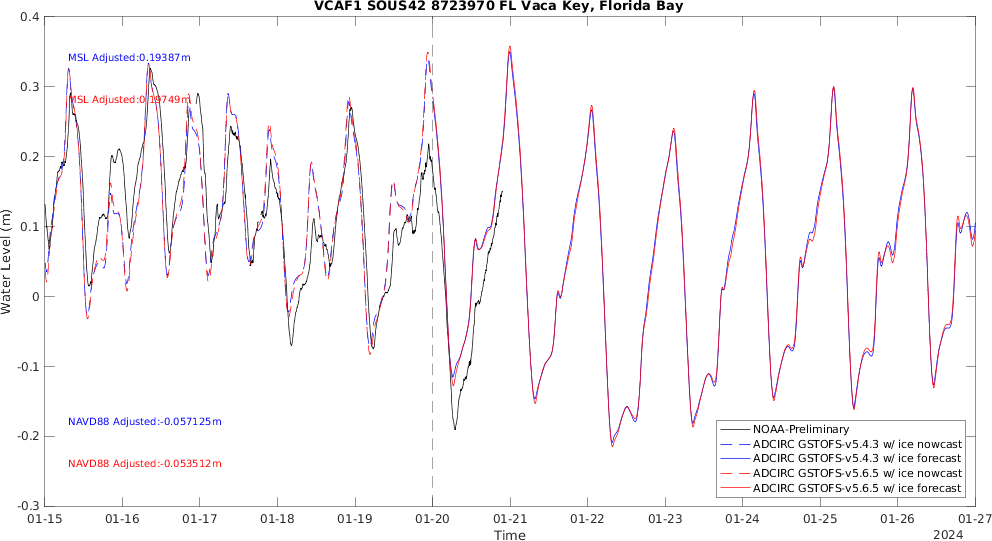 VCAF1 SOUS42 8723970 FL Vaca Key, Florida Bay
0.4
0.3
0.2
0.1
0
-0.1
-0.2
-0.3
Water Level (m)
MSL Adjusted:0.19387m
MSL Adjusted:0.19749m
NAVD88 Adjusted:-0.057125m
NAVD88 Adjusted:-0.053512m
NOAA-Preliminary
ADCIRC GSTOFS-v5.4.3 w/ ice nowcast
ADCIRC GSTOFS-v5.4.3 w/ ice forecast
ADCIRC GSTOFS-v5.6.5 w/ ice nowcast
ADCIRC GSTOFS-v5.6.5 w/ ice forecast
01-15 01-16 01-17 01-18 01-19 01-20 01-21 01-22 01-23 01-24 01-25 01-26 01-27
Time
2024